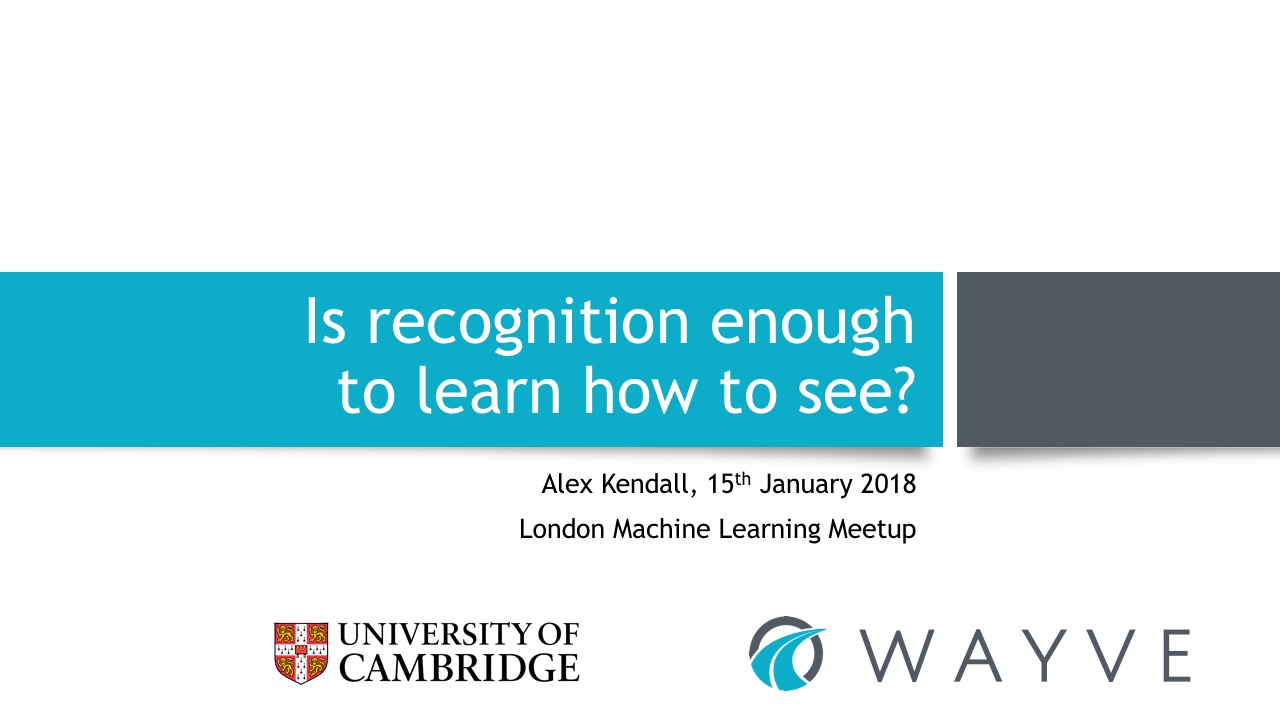 Is recognition enough
to learn how to see?
Alex Kendall, 15th January 2018
London Machine Learning Meetup
UNIVERSITY OF
CAMBRIDGE
WAYVE